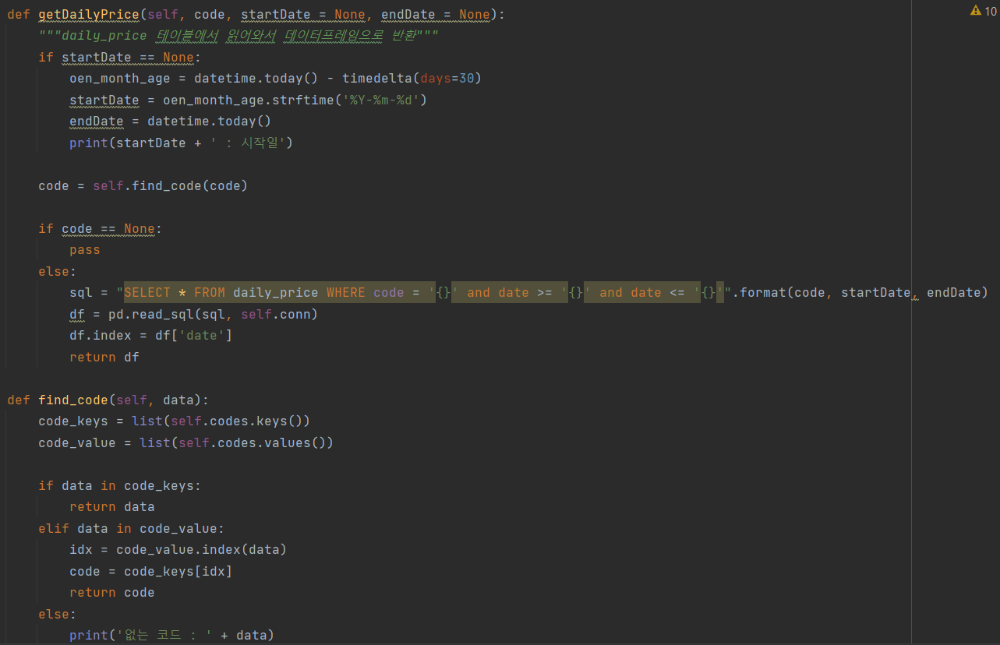 def getDailyPrice(self, code, startDate = None, endDate = None):
⚠ 10
    """daily_price 테이블에서 읽어와서 데이터프레임으로 반환"""
    if startDate == None:
        oen_month_age = datetime.today() - timedelta(days=30)
        startDate = oen_month_age.strftime('%Y-%m-%d')
        endDate = datetime.today()
        print(startDate + ' : 시작일')
    code = self.find_code(code)
    if code == None:
        pass
    else:
        sql = "SELECT * FROM daily_price WHERE code = '{}' and date >= '{}' and date <= '{}'".format(code, startDate, endDate)
        df = pd.read_sql(sql, self.conn)
        df.index = df['date']
        return df
def find_code(self, data):
    code_keys = list(self.codes.keys())
    code_value = list(self.codes.values())
    if data in code_keys:
        return data
    elif data in code_value:
        idx = code_value.index(data)
        code = code_keys[idx]
        return code
    else:
        print('없는 코드 : ' + data)